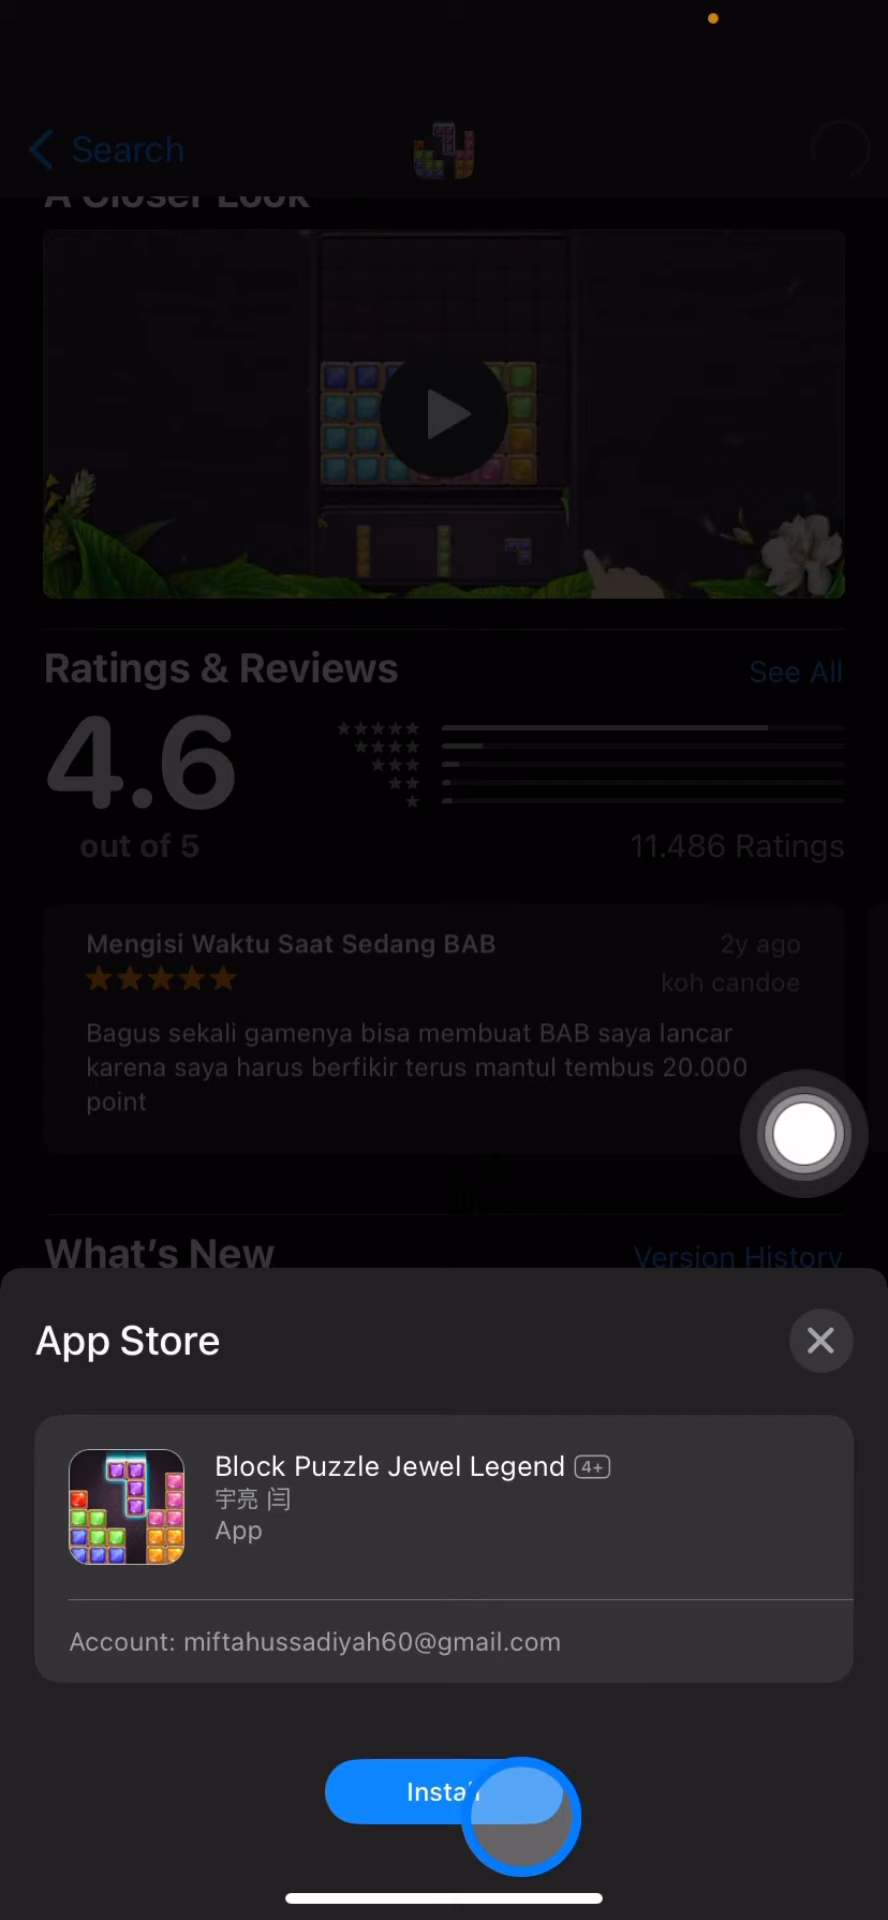 Search
A Closer Look
Ratings & Reviews
See All
4.6
out of 5
11.486 Ratings
Mengisi Waktu Saat Sedang BAB
2y ago
koh candoe
Bagus sekali gamenya bisa membuat BAB saya lancar
karena saya harus berfikir terus mantul tembus 20.000
point
What's New
Version History
App Store
Block Puzzle Jewel Legend 4+
宇亮 闫
App
Account: miftahussadiyah60@gmail.com
Install